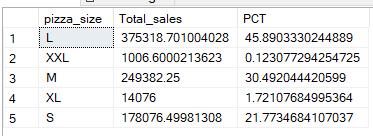 pizza_size Total_sales PCT
1 L 375318.701004028 45.8903330244889
2 XXL 1006.6000213623 0.123077294254725
3 M 249382.25 30.492044420599
4 XL 14076 1.72107684995364
5 S 178076.49981308 21.7734684107037